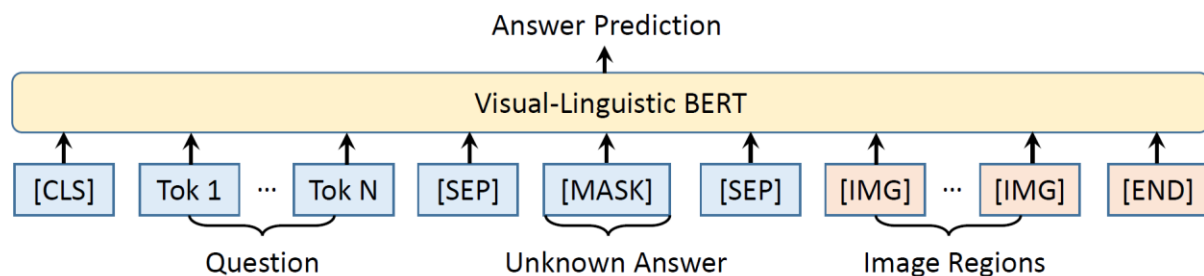 Answer Prediction
Visual-Linguistic BERT
[CLS] Tok 1 ... Tok N [SEP] [MASK] [SEP] [IMG] ... [IMG] [END]
Question Unknown Answer Image Regions